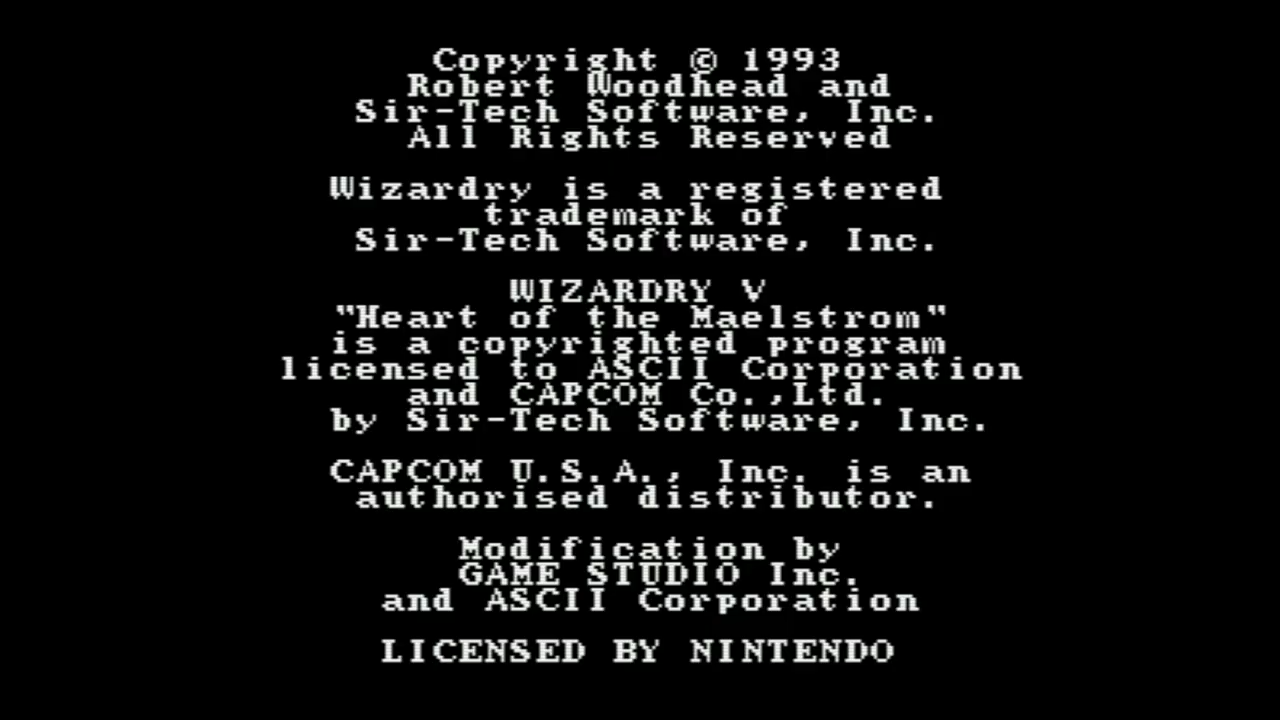 Copyright © 1993
Robert Woodhead and
Sir-Tech Software, Inc.
All Rights Reserved
Wizardry is a registered
trademark of
Sir-Tech Software, Inc.
WIZARDRY V
"Heart of the Maelstrom"
is a copyrighted program
licensed to ASCII Corporation
and CAPCOM Co.,Ltd.
by Sir-Tech Software, Inc.
CAPCOM U.S.A., Inc. is an
authorised distributor.
Modification by
GAME STUDIO Inc.
and ASCII Corporation
LICENSED BY NINTENDO